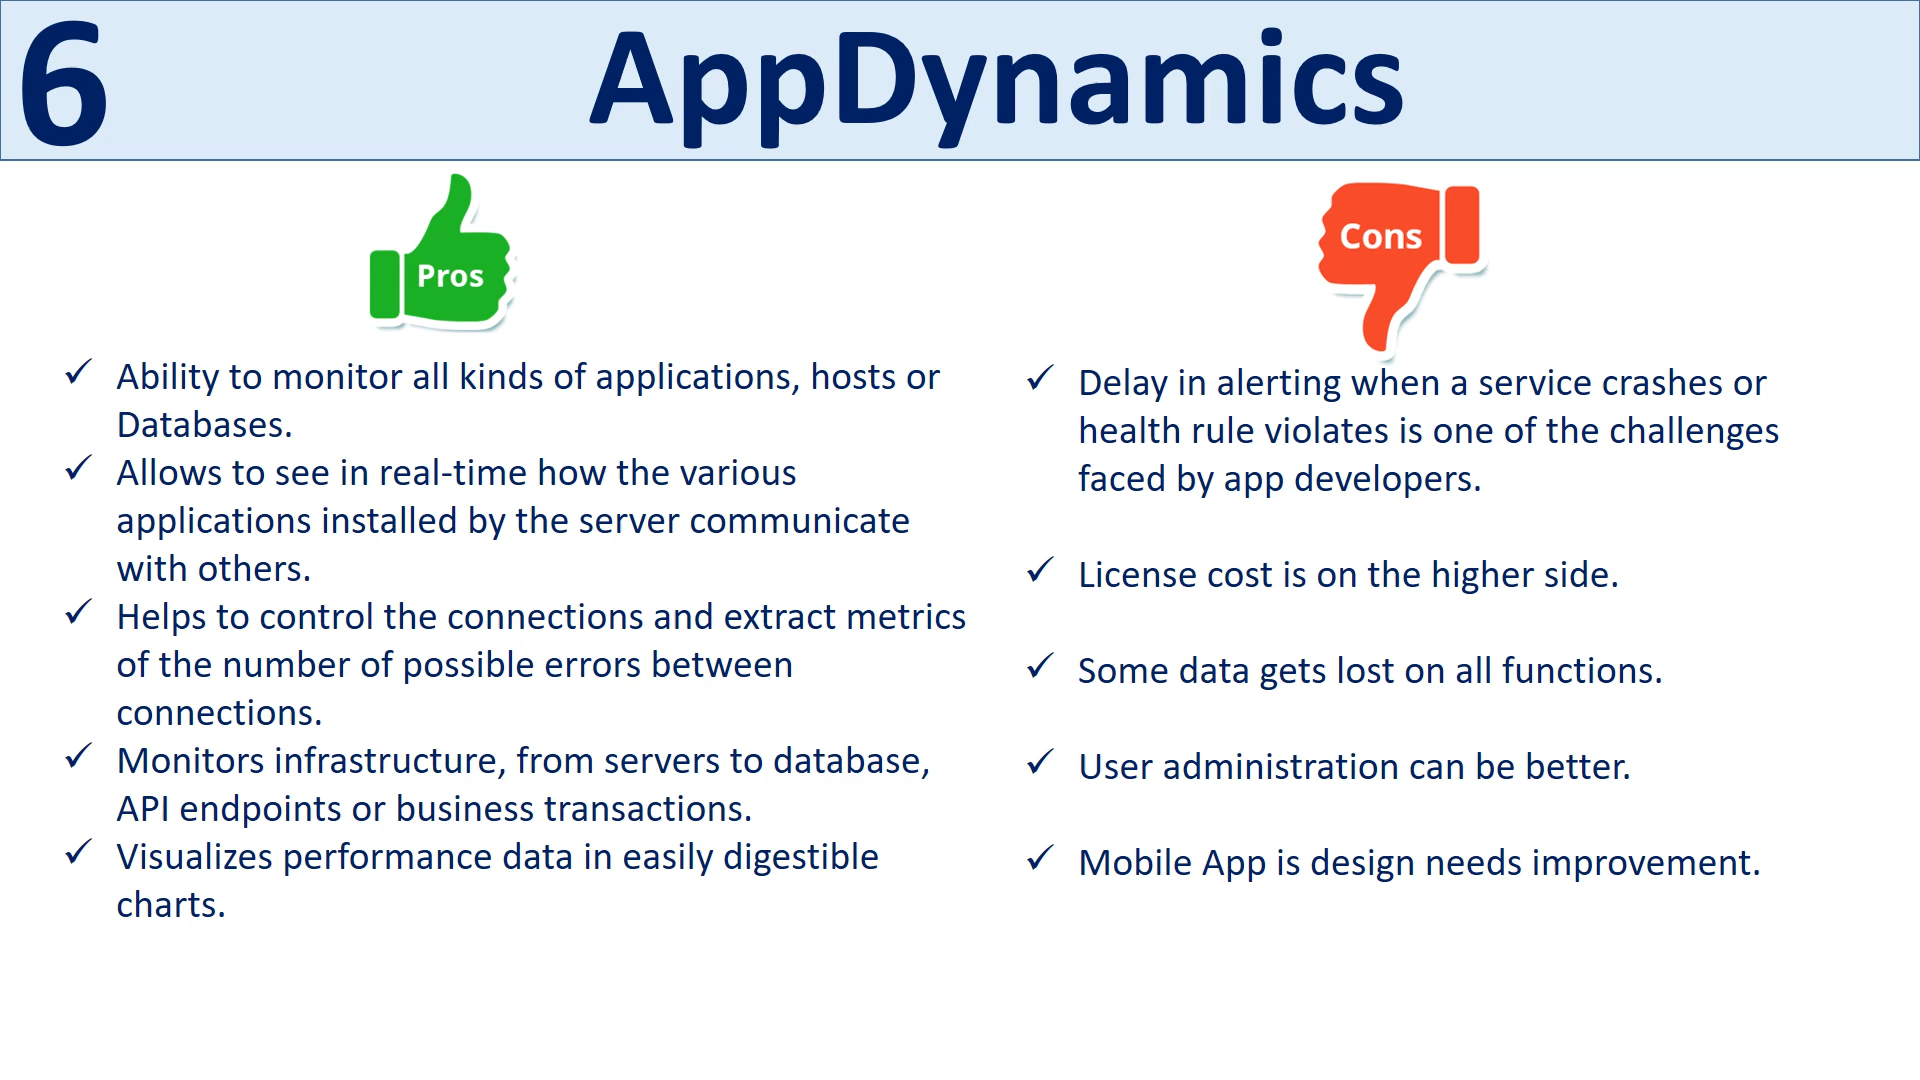 6
AppDynamics
Pros
✓ Ability to monitor all kinds of applications, hosts or
Databases.
✓ Allows to see in real-time how the various
applications installed by the server communicate
with others.
✓ Helps to control the connections and extract metrics
of the number of possible errors between
connections.
✓ Monitors infrastructure, from servers to database,
API endpoints or business transactions.
✓ Visualizes performance data in easily digestible
charts.
Cons
✓ Delay in alerting when a service crashes or
health rule violates is one of the challenges
faced by app developers.
✓ License cost is on the higher side.
✓ Some data gets lost on all functions.
✓ User administration can be better.
✓ Mobile App is design needs improvement.